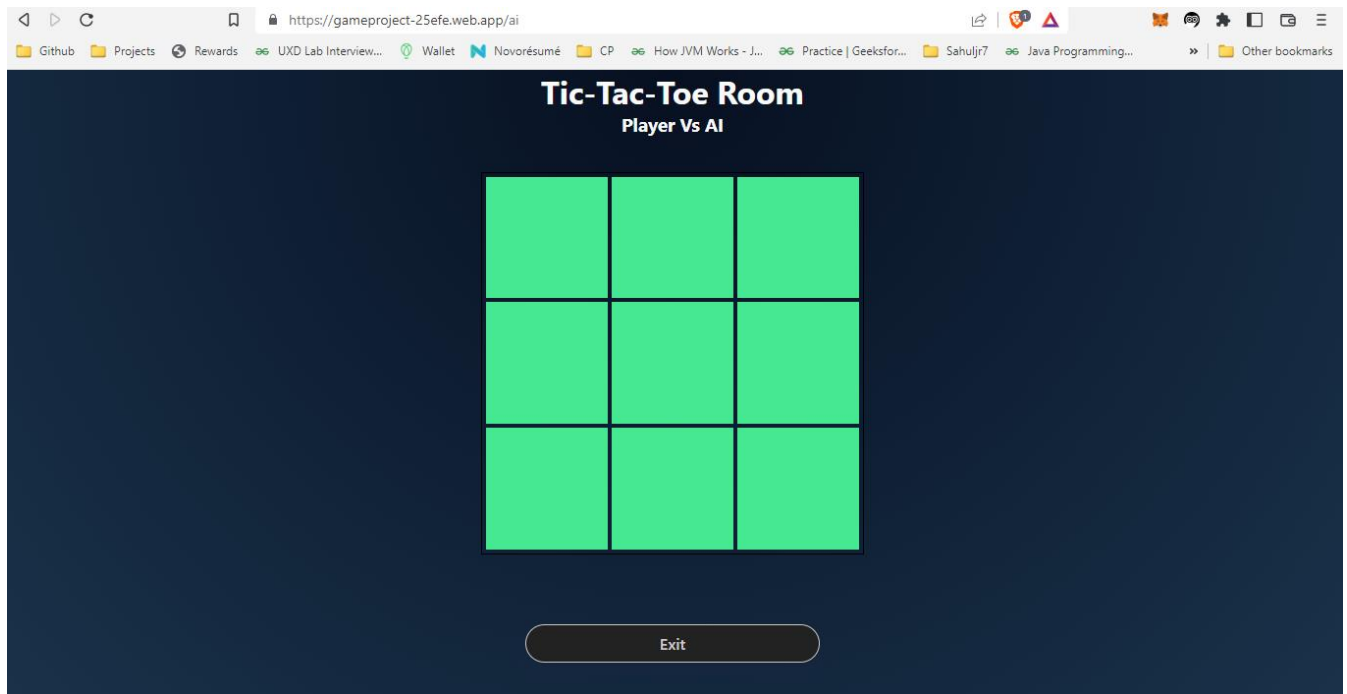 https://gameproject-25efe.web.app/ai
Github Projects Rewards UXD Lab Interview... Wallet Novorésumé CP How JVM Works - J... Practice | Geeksfor... Sahuljr7 Java Programming... » Other bookmarks
Tic-Tac-Toe Room
Player Vs AI
Exit